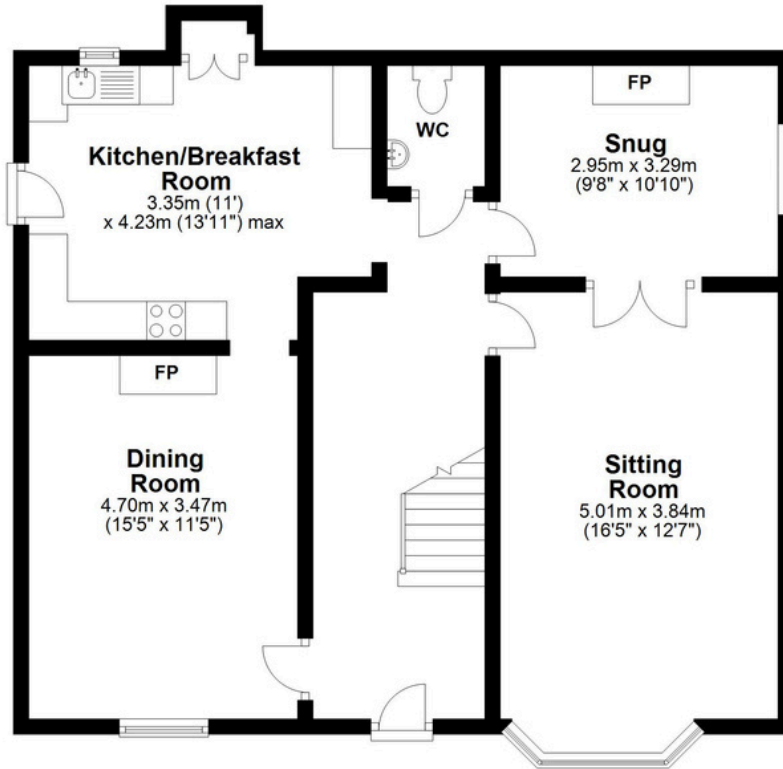 Kitchen/Breakfast
Room
3.35m (11')
x 4.23m (13'11") max
WC
FP
Snug
2.95m x 3.29m
(9'8" x 10'10")
FP
Dining
Room
4.70m x 3.47m
(15'5" x 11'5")
Sitting
Room
5.01m x 3.84m
(16'5" x 12'7")